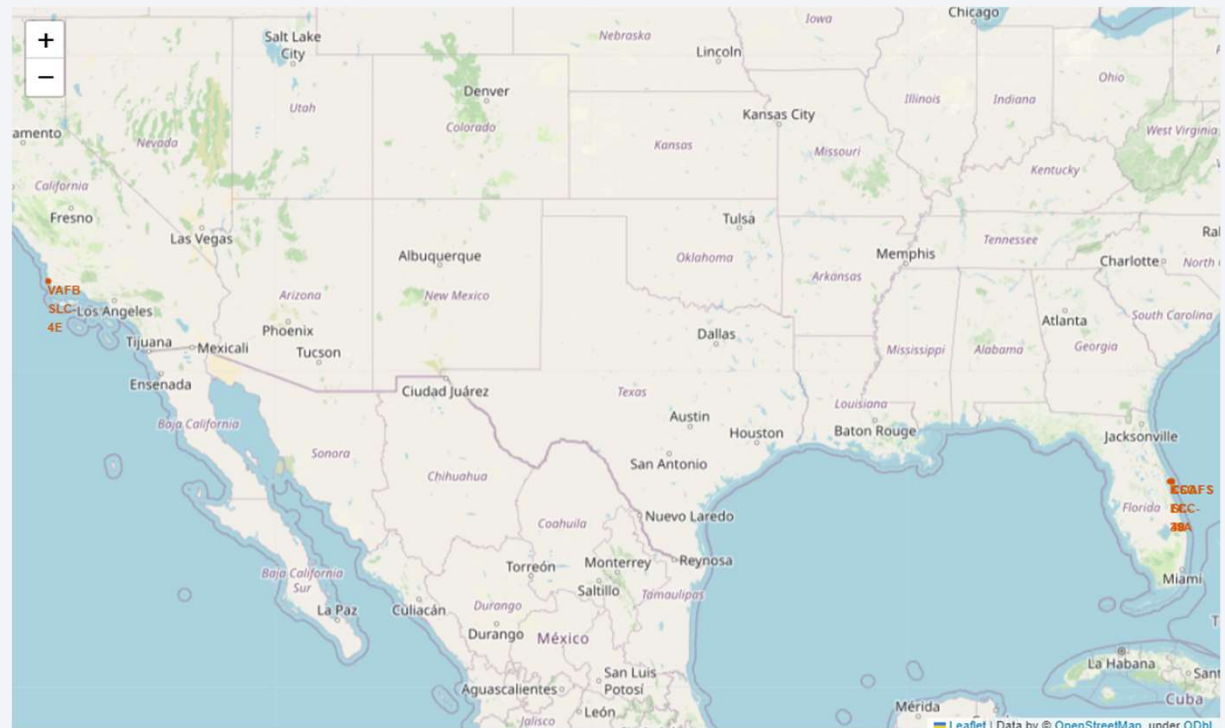 +
−
Salt Lake
City
Iowa
Chicago
Nebraska
Lincoln
Denver
Utah
Colorado
Kansas City
Illinois
Indiana
Ohio
amento
Nevada
Kansas
Missouri
West Virginia
Kentucky
California
Fresno
Las Vegas
Tulsa
Tennessee
Ral
Albuquerque
Oklahoma
Memphis
Charlotte
North
Arkansas
VAFB
SLC-
4E
Los Angeles
Arizona
New Mexico
Phoenix
Tucson
Dallas
Atlanta
South Carolina
Tijuana
Mexicali
Mississippi
Alabama
Georgia
Ensenada
Ciudad Juárez
Texas
Austin
Louisiana
Baja California
Houston
Baton Rouge
Jacksonville
Sonora
Chihuahua
San Antonio
Florida
Coahuila
Nuevo Laredo
Torreón
Monterrey
Reynosa
Baja California
Sur
Saltillo
Tamaulipas
Miami
La Paz
Culiacán
Durango
Durango
México
La Habana
Sant
Cuba
Aguascalientes
San Luis
Potosí
León
Jalisco
Mérida
Leaflet | Data by © OpenStreetMap, under ODbL